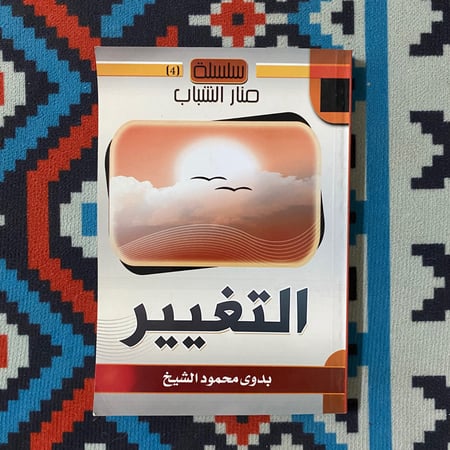 سلسلة
(4)
منار الشباب
التغيير
بدوى محمود الشيخ